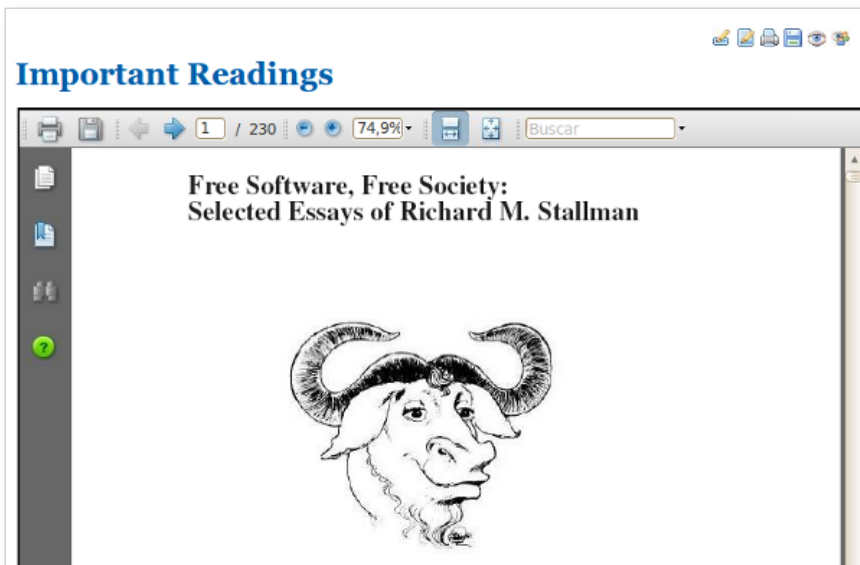 Important Readings
1 / 230 74,9% Buscar
Free Software, Free Society:
Selected Essays of Richard M. Stallman
?